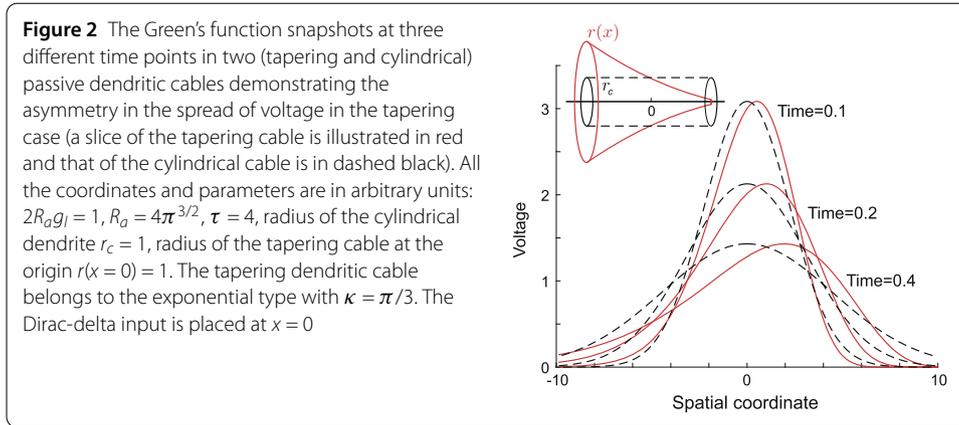 Figure 2 The Green's function snapshots at three
different time points in two (tapering and cylindrical)
passive dendritic cables demonstrating the
asymmetry in the spread of voltage in the tapering
case (a slice of the tapering cable is illustrated in red
and that of the cylindrical cable is in dashed black). All
the coordinates and parameters are in arbitrary units:
2Rₐgₗ = 1, Rₐ = 4π³ᐟ², τ = 4, radius of the cylindrical
dendrite r_c = 1, radius of the tapering cable at the
origin r(x = 0) = 1. The tapering dendritic cable
belongs to the exponential type with κ = π/3. The
Dirac-delta input is placed at x = 0
r(x)
r_c
0
Time=0.1
Time=0.2
Time=0.4
Voltage
3
2
1
0
-10
0
10
Spatial coordinate